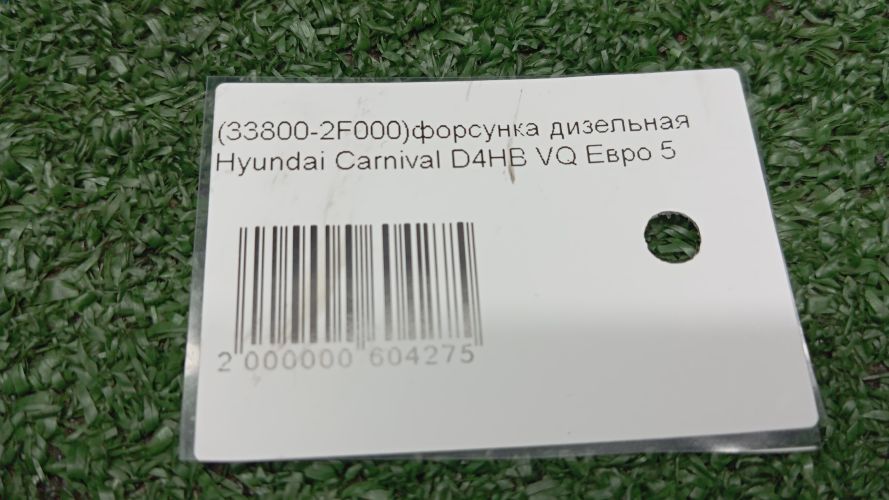 (33800-2F000)форсунка дизельная
Hyundai Carnival D4HB VQ Евро 5
2 000000 604275